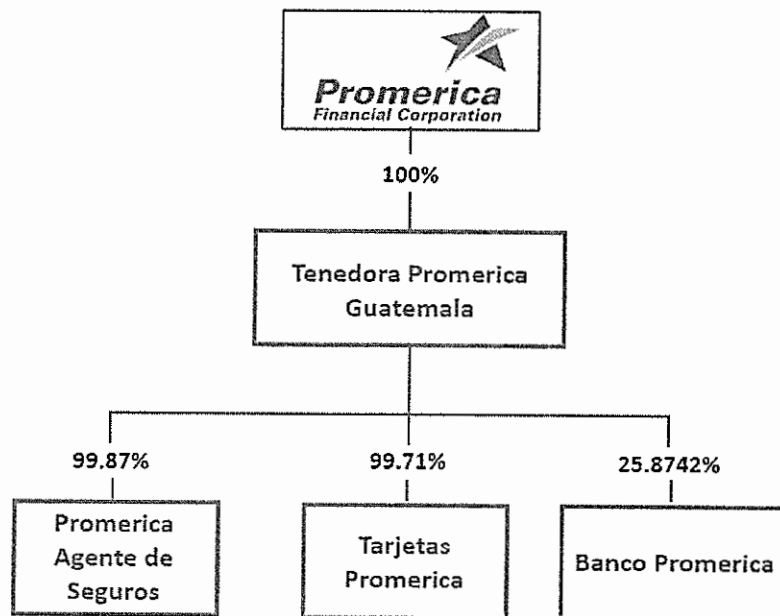 Promerica
Financial Corporation
100%
Tenedora Promerica
Guatemala
99.87%
99.71%
25.8742%
Promerica
Agente de
Seguros
Tarjetas
Promerica
Banco Promerica